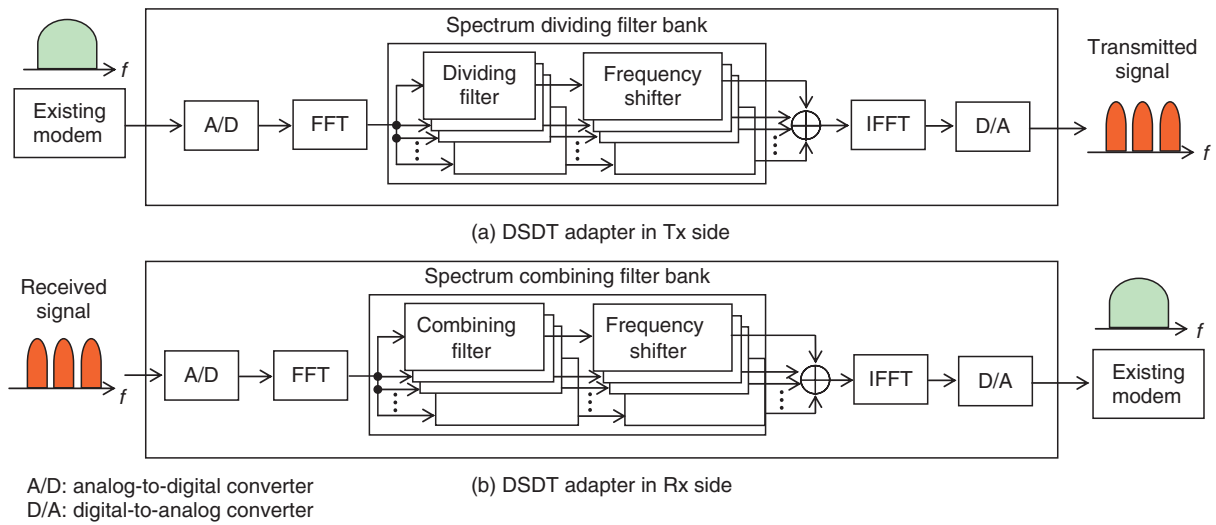 Spectrum dividing filter bank
f
Existing
modem
A/D
FFT
Dividing
filter
Frequency
shifter
IFFT
D/A
Transmitted
signal
f
(a) DSDT adapter in Tx side
Spectrum combining filter bank
Received
signal
f
A/D
FFT
Combining
filter
Frequency
shifter
IFFT
D/A
f
Existing
modem
(b) DSDT adapter in Rx side
A/D: analog-to-digital converter
D/A: digital-to-analog converter